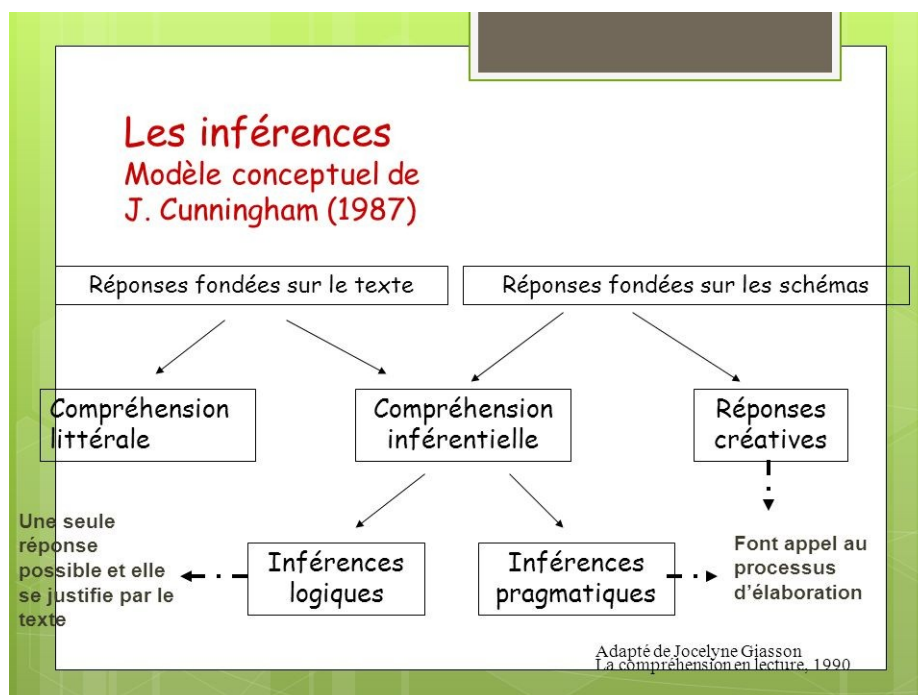 Les inférences
Modèle conceptuel de
J. Cunningham (1987)
Réponses fondées sur le texte
Réponses fondées sur les schémas
Compréhension
littérale
Compréhension
inférentielle
Réponses
créatives
Une seule
réponse
possible et elle
se justifie par le
texte
Inférences
logiques
Inférences
pragmatiques
Font appel au
processus
d'élaboration
Adapté de Jocelyne Giasson
La compréhension en lecture, 1990